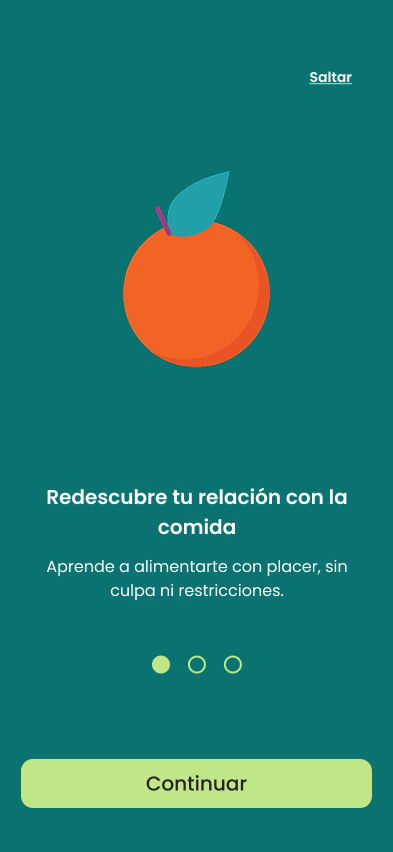 Saltar
Redescubre tu relación con la
comida
Aprende a alimentarte con placer, sin
culpa ni restricciones.
Continuar